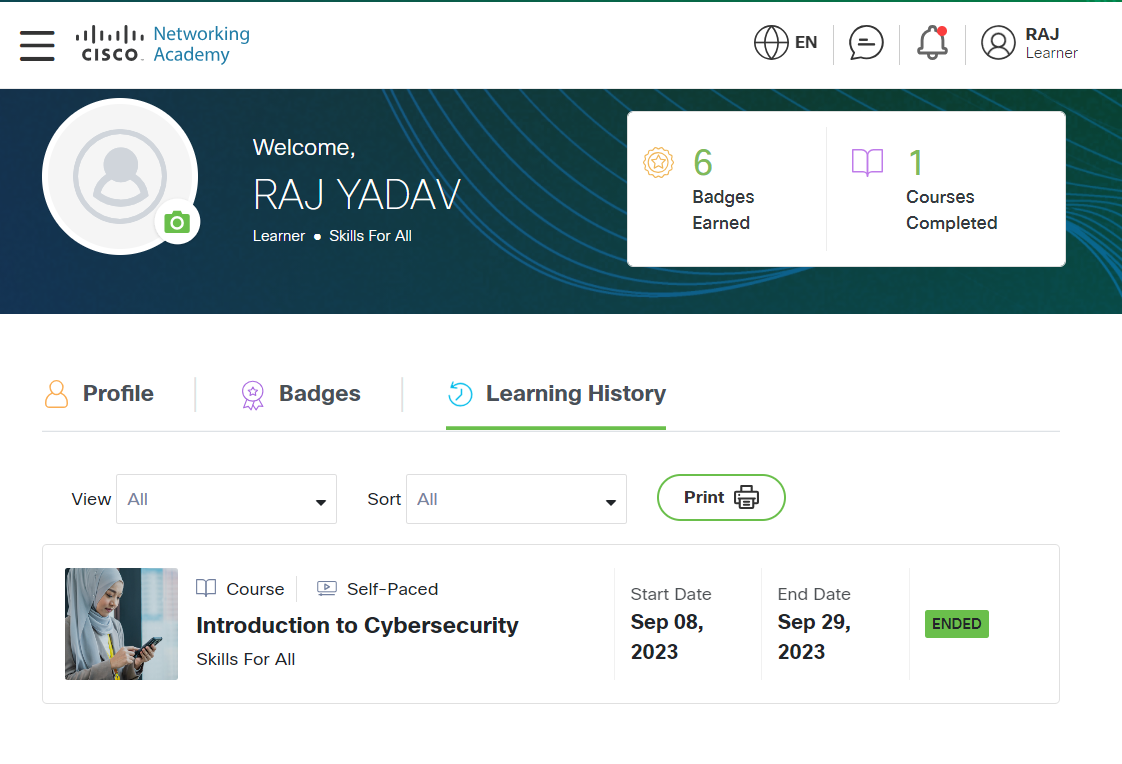 CISCO Networking Academy
EN
RAJ
Learner
Welcome,
RAJ YADAV
Learner • Skills For All
6
Badges
Earned
1
Courses
Completed
Profile
Badges
Learning History
View All
Sort All
Print
Course
Self-Paced
Introduction to Cybersecurity
Skills For All
Start Date
Sep 08,
2023
End Date
Sep 29,
2023
ENDED